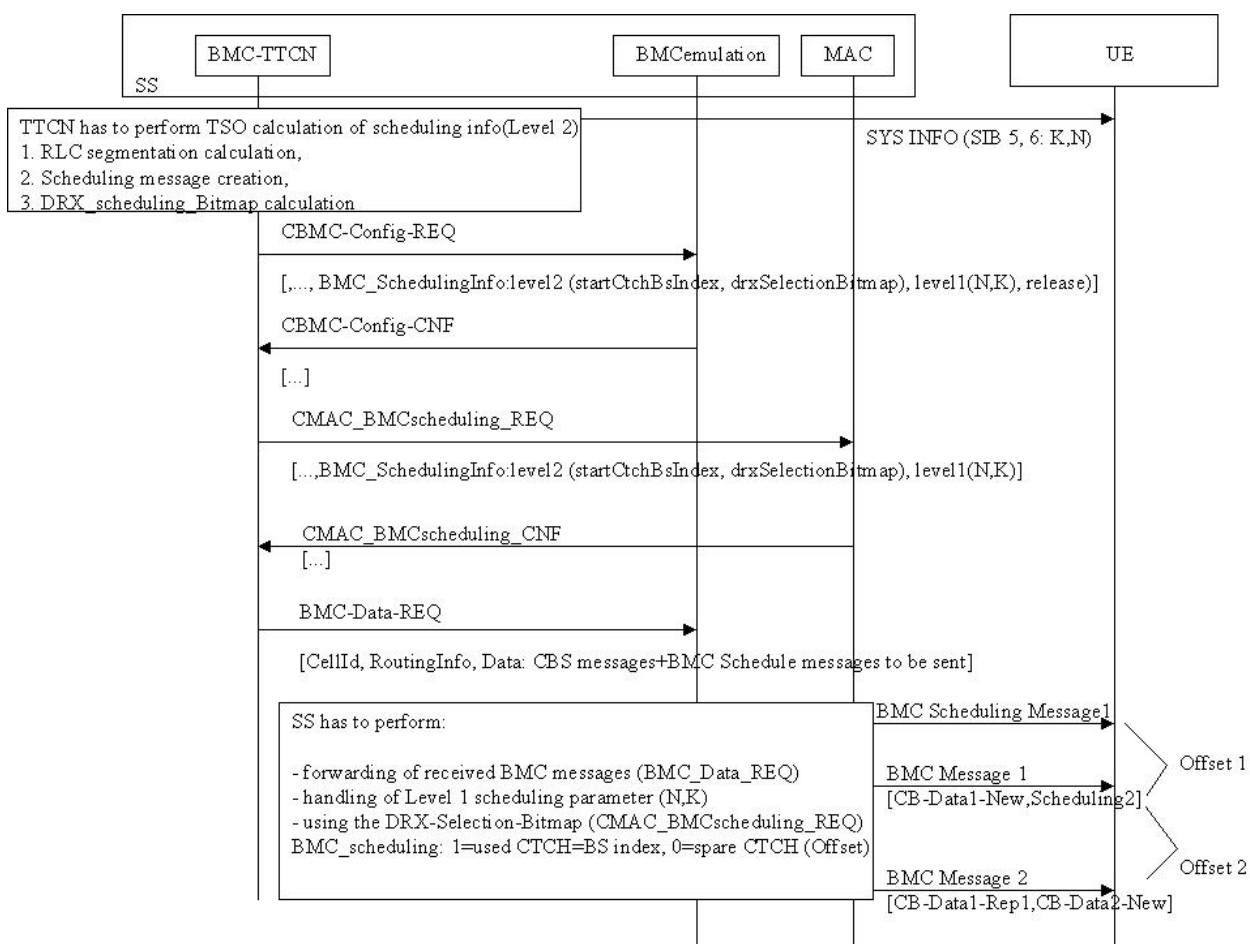 BMC-TTCN
BMCemulation
MAC
UE
SS
TTCN has to perform TSO calculation of scheduling info(Level 2)
1. RLC segmentation calculation,
2. Scheduling message creation,
3. DRX_scheduling_Bitmap calculation
SYS INFO (SIB 5, 6: K,N)
CBMC-Config-REQ
[,..., BMC_SchedulingInfo:level2 (startCtchBsIndex, drxSelectionBitmap), level1(N,K), release)]
CBMC-Config-CNF
[...]
CMAC_BMCscheduling_REQ
[...,BMC_SchedulingInfo:level2 (startCtchBsIndex, drxSelectionBitmap), level1(N,K)]
CMAC_BMCscheduling_CNF
[...]
BMC-Data-REQ
[CellId, RoutingInfo, Data: CBS messages+BMC Schedule messages to be sent]
SS has to perform:
- forwarding of received BMC messages (BMC_Data_REQ)
- handling of Level 1 scheduling parameter (N,K)
- using the DRX-Selection-Bitmap (CMAC_BMCscheduling_REQ)
BMC_scheduling: 1=used CTCH=BS index, 0=spare CTCH (Offset)
BMC Scheduling Message1
Offset 1
BMC Message 1
[CB-Data1-New,Scheduling2]
Offset 2
BMC Message 2
[CB-Data1-Rep1,CB-Data2-New]